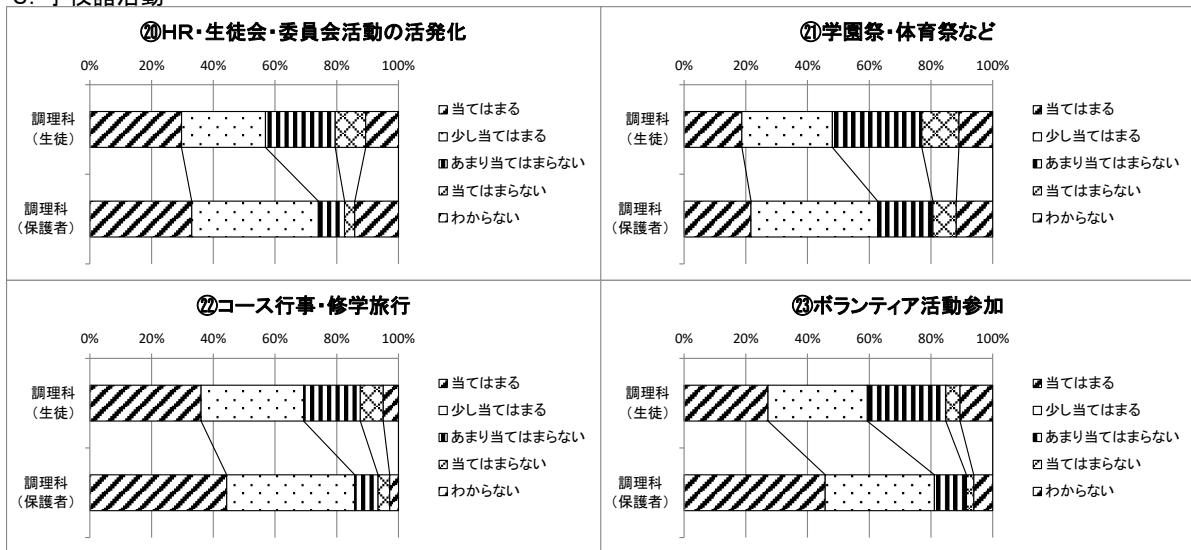 ⑳HR・生徒会・委員会活動の活発化
0% 20% 40% 60% 80% 100%
調理科
(生徒)
調理科
(保護者)
当てはまる
少し当てはまる
あまり当てはまらない
当てはまらない
わからない
㉑学園祭・体育祭など
0% 20% 40% 60% 80% 100%
調理科
(生徒)
調理科
(保護者)
当てはまる
少し当てはまる
あまり当てはまらない
当てはまらない
わからない
㉒コース行事・修学旅行
0% 20% 40% 60% 80% 100%
調理科
(生徒)
調理科
(保護者)
当てはまる
少し当てはまる
あまり当てはまらない
当てはまらない
わからない
㉓ボランティア活動参加
0% 20% 40% 60% 80% 100%
調理科
(生徒)
調理科
(保護者)
当てはまる
少し当てはまる
あまり当てはまらない
当てはまらない
わからない